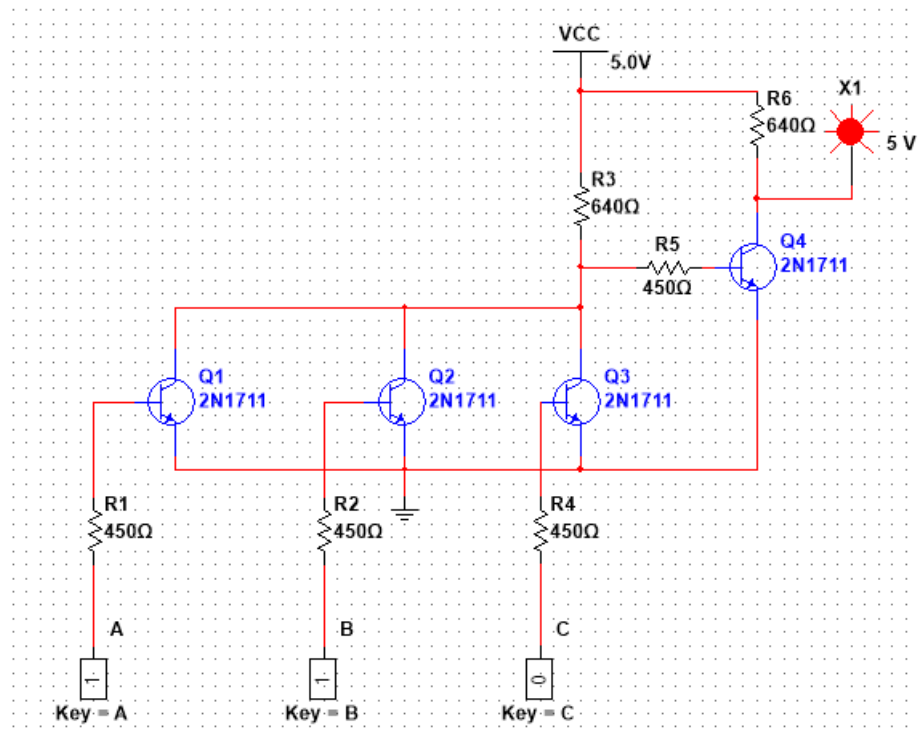 VCC
5.0V
R6
640Ω
X1
5 V
R3
640Ω
R5
450Ω
Q4
2N1711
Q1
2N1711
Q2
2N1711
Q3
2N1711
R1
450Ω
R2
450Ω
R4
450Ω
A
B
C
1
1
0
Key = A
Key = B
Key = C